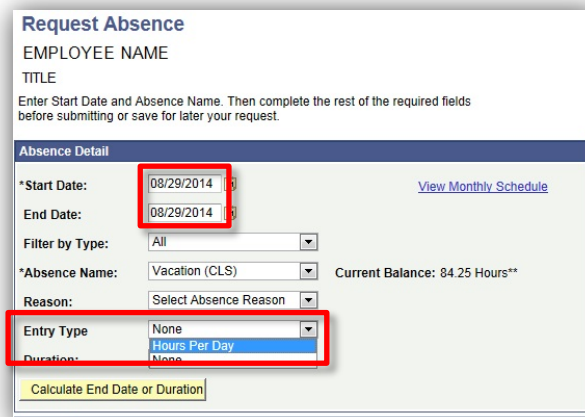 Request Absence
EMPLOYEE NAME
TITLE
Enter Start Date and Absence Name. Then complete the rest of the required fields
before submitting or save for later your request.
Absence Detail
*Start Date: 08/29/2014 View Monthly Schedule
End Date: 08/29/2014
Filter by Type: All
*Absence Name: Vacation (CLS) Current Balance: 84.25 Hours**
Reason: Select Absence Reason
Entry Type None
Hours Per Day
Duration: None
Calculate End Date or Duration